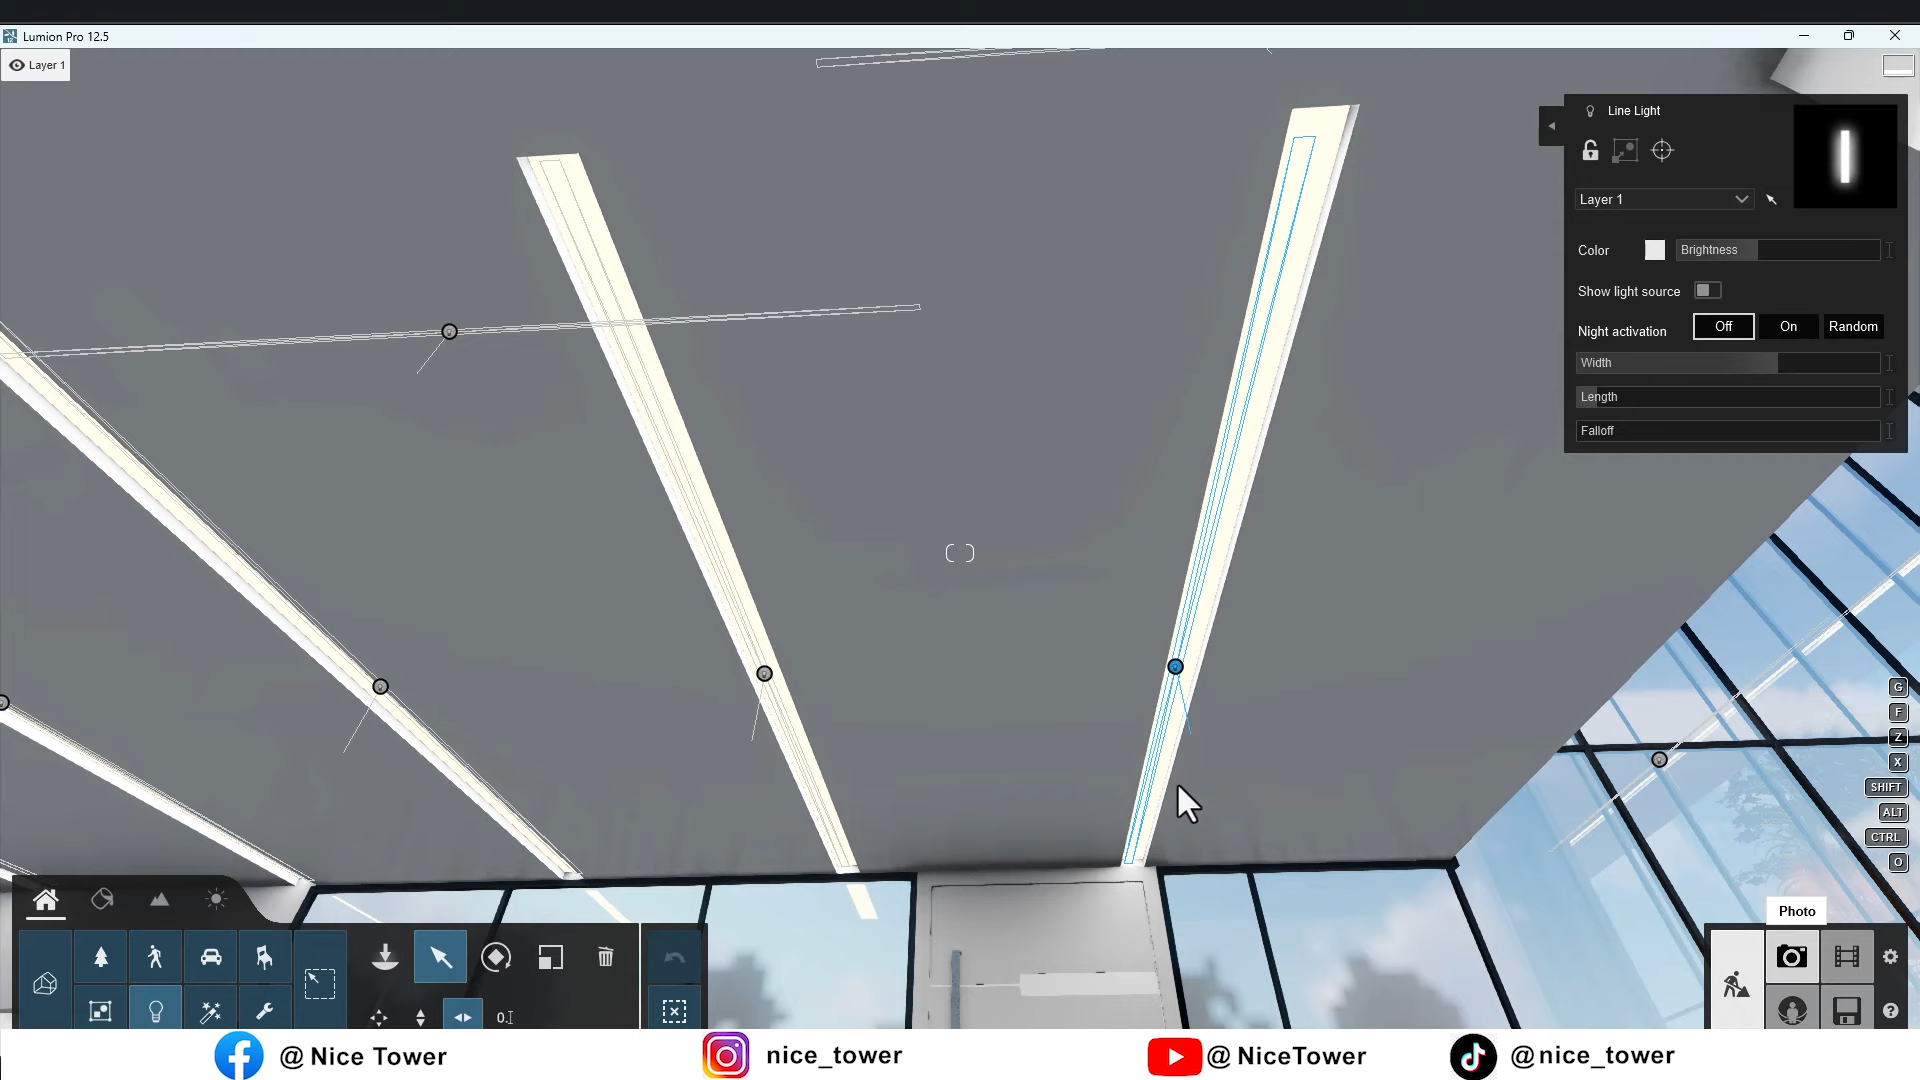 Lumion Pro 12.5
Layer 1
Line Light
Layer 1
Color
Brightness
Show light source
Night activation
Off
On
Random
Width
Length
Falloff
G
F
Z
X
SHIFT
ALT
CTRL
O
Photo
0.
?
@ Nice Tower
nice_tower
@ NiceTower
@nice_tower